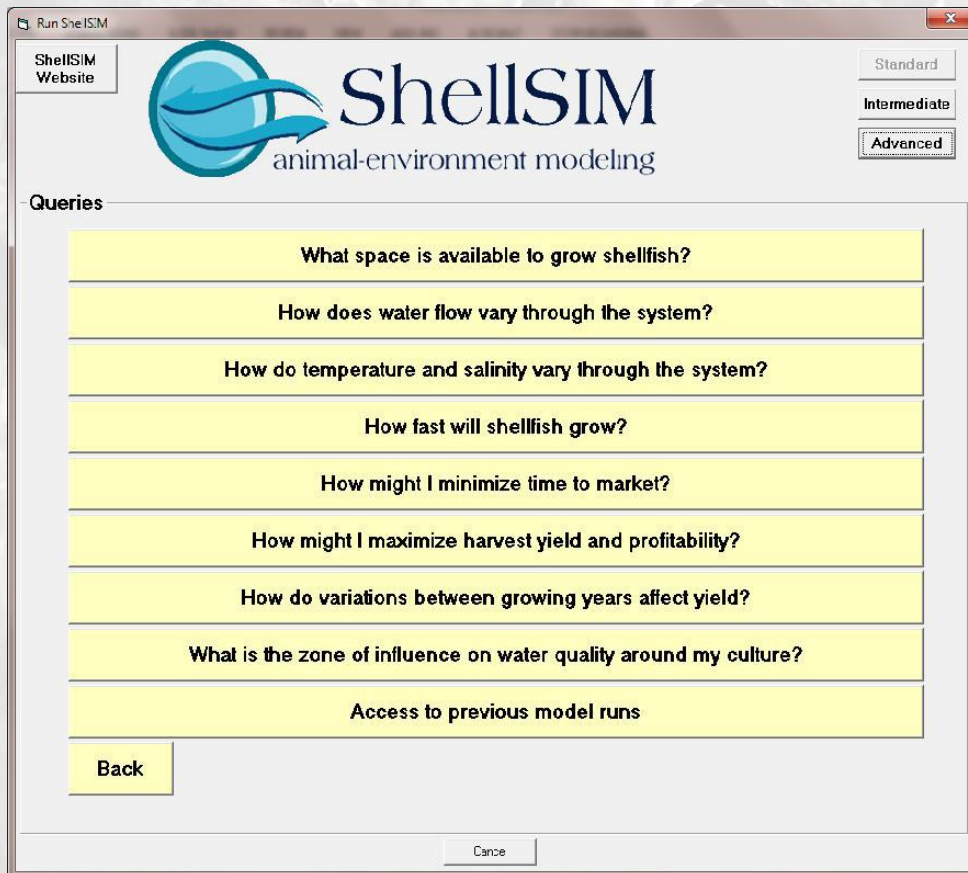 Run ShellSIM
ShellSIM
Website
ShellSIM
animal-environment modeling
Standard
Intermediate
Advanced
Queries
What space is available to grow shellfish?
How does water flow vary through the system?
How do temperature and salinity vary through the system?
How fast will shellfish grow?
How might I minimize time to market?
How might I maximize harvest yield and profitability?
How do variations between growing years affect yield?
What is the zone of influence on water quality around my culture?
Access to previous model runs
Back
Cance